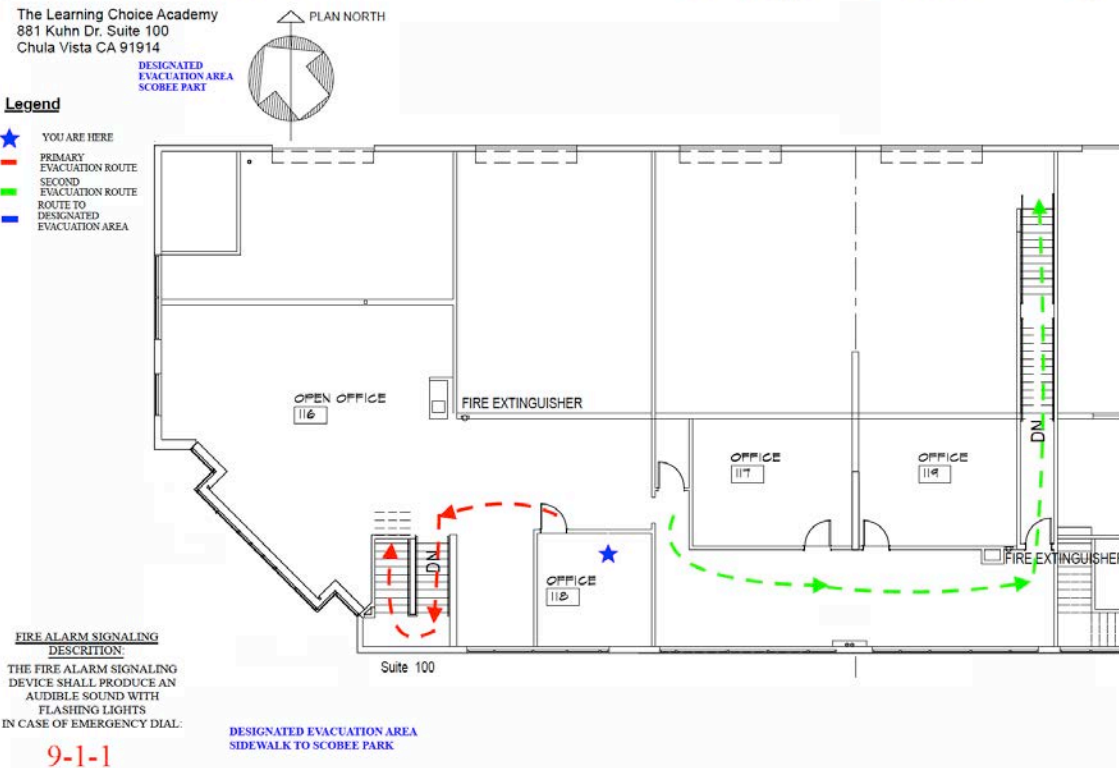 The Learning Choice Academy
881 Kuhn Dr. Suite 100
Chula Vista CA 91914
PLAN NORTH
DESIGNATED
EVACUATION AREA
SCOBEE PART
Legend
YOU ARE HERE
PRIMARY
EVACUATION ROUTE
SECOND
EVACUATION ROUTE
ROUTE TO
DESIGNATED
EVACUATION AREA
OPEN OFFICE
116
FIRE EXTINGUISHER
OFFICE
117
OFFICE
119
DN
DN
OFFICE
118
FIRE EXTINGUISHER
Suite 100
FIRE ALARM SIGNALING
DESCRITION:
THE FIRE ALARM SIGNALING
DEVICE SHALL PRODUCE AN
AUDIBLE SOUND WITH
FLASHING LIGHTS
IN CASE OF EMERGENCY DIAL:
9-1-1
DESIGNATED EVACUATION AREA
SIDEWALK TO SCOBEE PARK